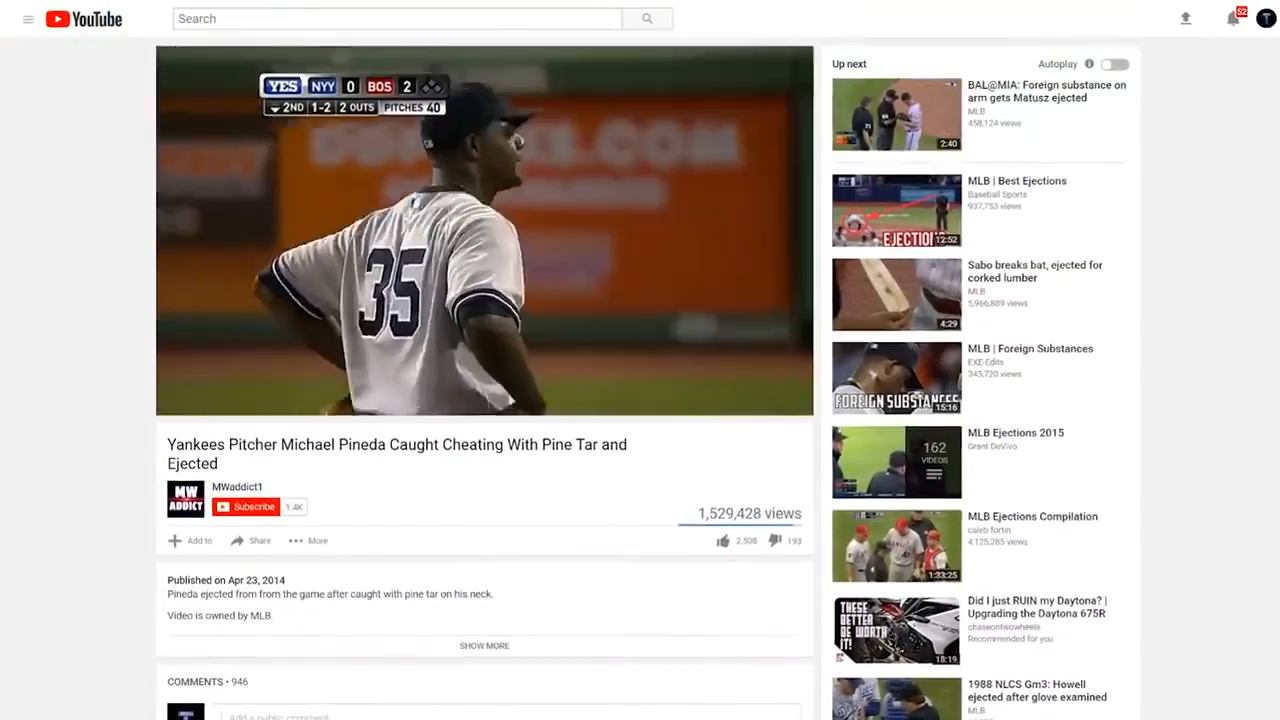 YouTube
Search
52
T
YES NYY 0 BOS 2
2ND 1-2 2 OUTS PITCHES 40
35
Yankees Pitcher Michael Pineda Caught Cheating With Pine Tar and
Ejected
MW
ADDICT
MWaddict1
Subscribe 1.4K
1,529,428 views
Add to Share More 2,508 193
Published on Apr 23, 2014
Pineda ejected from from the game after caught with pine tar on his neck.
Video is owned by MLB.
SHOW MORE
COMMENTS • 946
Add a public comment
Up next Autoplay
2:40
BAL@MIA: Foreign substance on
arm gets Matusz ejected
MLB
458,124 views
12:52
MLB | Best Ejections
Baseball Sports
937,753 views
4:29
Sabo breaks bat, ejected for
corked lumber
MLB
5,966,889 views
FOREIGN SUBSTANCES
15:16
MLB | Foreign Substances
EXE-Edits
343,720 views
162
VIDEOS
MLB Ejections 2015
Grant DeVivo
1:33:25
MLB Ejections Compilation
caleb fortin
4,125,285 views
THESE
BETTER
BE WORTH
IT!
18:19
Did I just RUIN my Daytona? |
Upgrading the Daytona 675R
chaseontwowheels
Recommended for you
1988 NLCS Gm3: Howell
ejected after glove examined
MLB